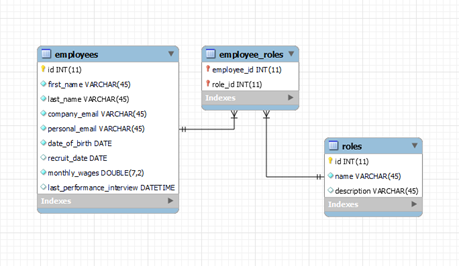 employees
id INT(11)
first_name VARCHAR(45)
last_name VARCHAR(45)
company_email VARCHAR(45)
personal_email VARCHAR(45)
date_of_birth DATE
recruit_date DATE
monthly_wages DOUBLE(7,2)
last_performance_interview DATETIME
Indexes
employee_roles
employee_id INT(11)
role_id INT(11)
Indexes
roles
id INT(11)
name VARCHAR(45)
description VARCHAR(45)
Indexes